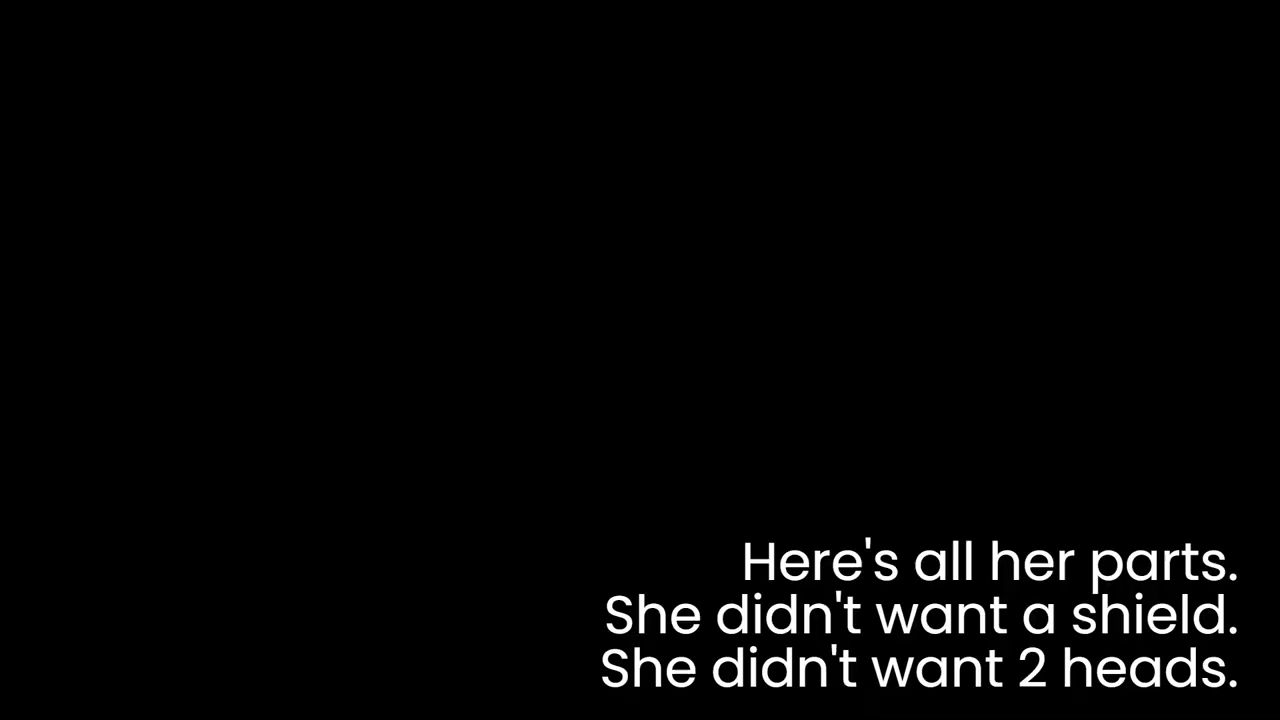 Here's all her parts.
She didn't want a shield.
She didn't want 2 heads.